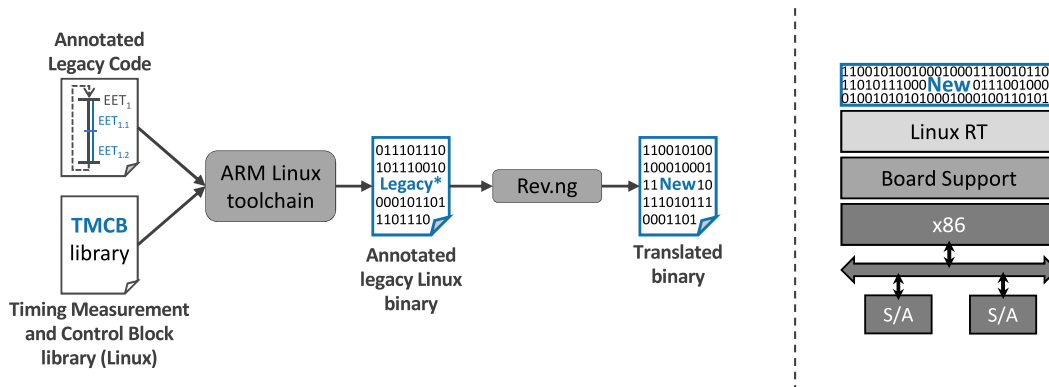 Annotated
Legacy Code
EET1
EET1.1
EET1.2
TMCB
library
Timing Measurement
and Control Block
library (Linux)
ARM Linux
toolchain
011101110
101110010
Legacy*
000101101
1101110
Annotated
legacy Linux
binary
Rev.ng
110010100
100010001
11New10
111010111
0001101
Translated
binary
110010100100010001110010110
11010111000New0111001000
010010101010001000100110101
Linux RT
Board Support
x86
S/A
S/A